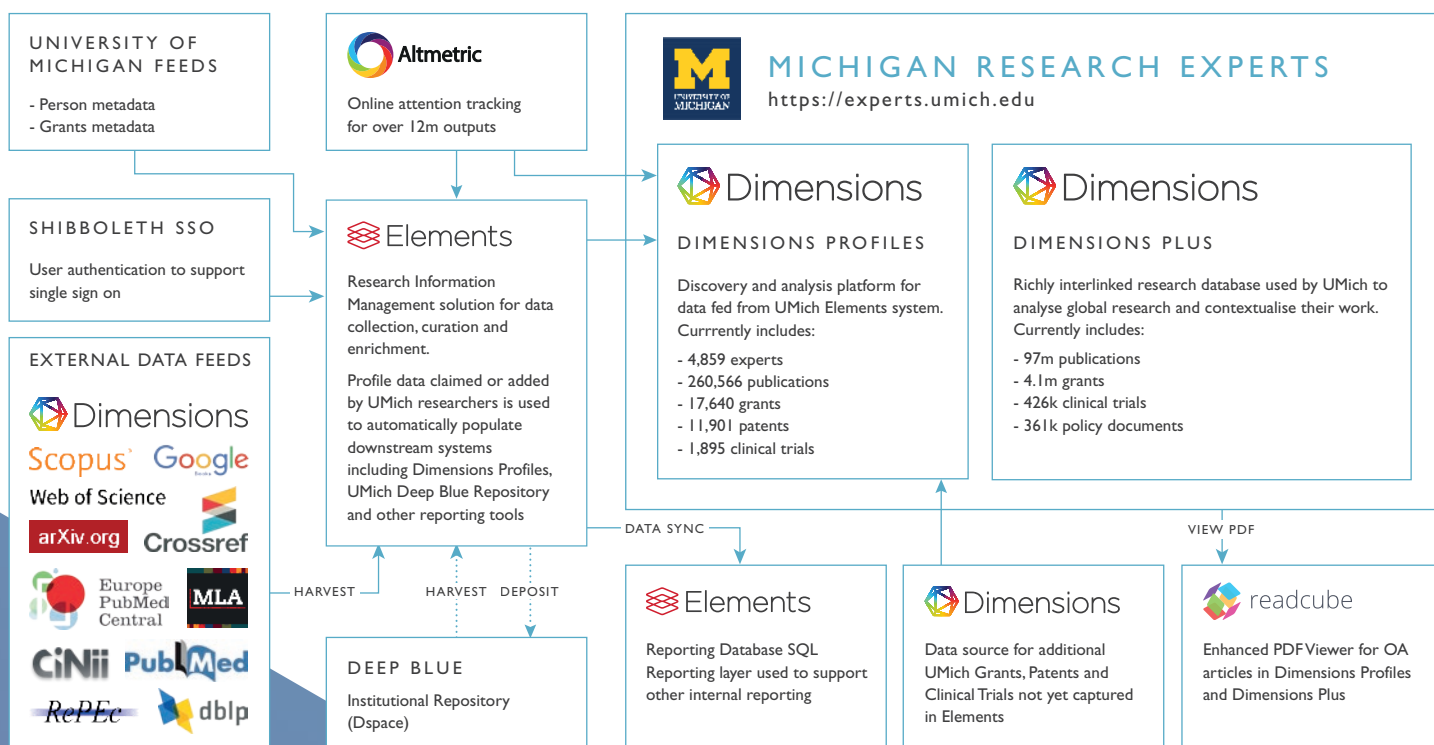 UNIVERSITY OF
MICHIGAN FEEDS
- Person metadata
- Grants metadata
SHIBBOLETH SSO
User authentication to support
single sign on
EXTERNAL DATA FEEDS
Dimensions
Scopus
Google
Books
Web of Science
arXiv.org
Crossref
Europe
PubMed
Central
MLA
CiNii
PubMed
RePEc
dblp
Altmetric
Online attention tracking
for over 12m outputs
Elements
Research Information
Management solution for data
collection, curation and
enrichment.
Profile data claimed or added
by UMich researchers is used
to automatically populate
downstream systems
including Dimensions Profiles,
UMich Deep Blue Repository
and other reporting tools
HARVEST
HARVEST
DEPOSIT
DEEP BLUE
Institutional Repository
(Dspace)
M
UNIVERSITY OF
MICHIGAN
MICHIGAN RESEARCH EXPERTS
https://experts.umich.edu
Dimensions
DIMENSIONS PROFILES
Discovery and analysis platform for
data fed from UMich Elements system.
Currrently includes:
- 4,859 experts
- 260,566 publications
- 17,640 grants
- 11,901 patents
- 1,895 clinical trials
Dimensions
DIMENSIONS PLUS
Richly interlinked research database used by UMich to
analyse global research and contextualise their work.
Currently includes:
- 97m publications
- 4.1m grants
- 426k clinical trials
- 361k policy documents
DATA SYNC
VIEW PDF
Elements
Reporting Database SQL
Reporting layer used to support
other internal reporting
Dimensions
Data source for additional
UMich Grants, Patents and
Clinical Trials not yet captured
in Elements
readcube
Enhanced PDF Viewer for OA
articles in Dimensions Profiles
and Dimensions Plus